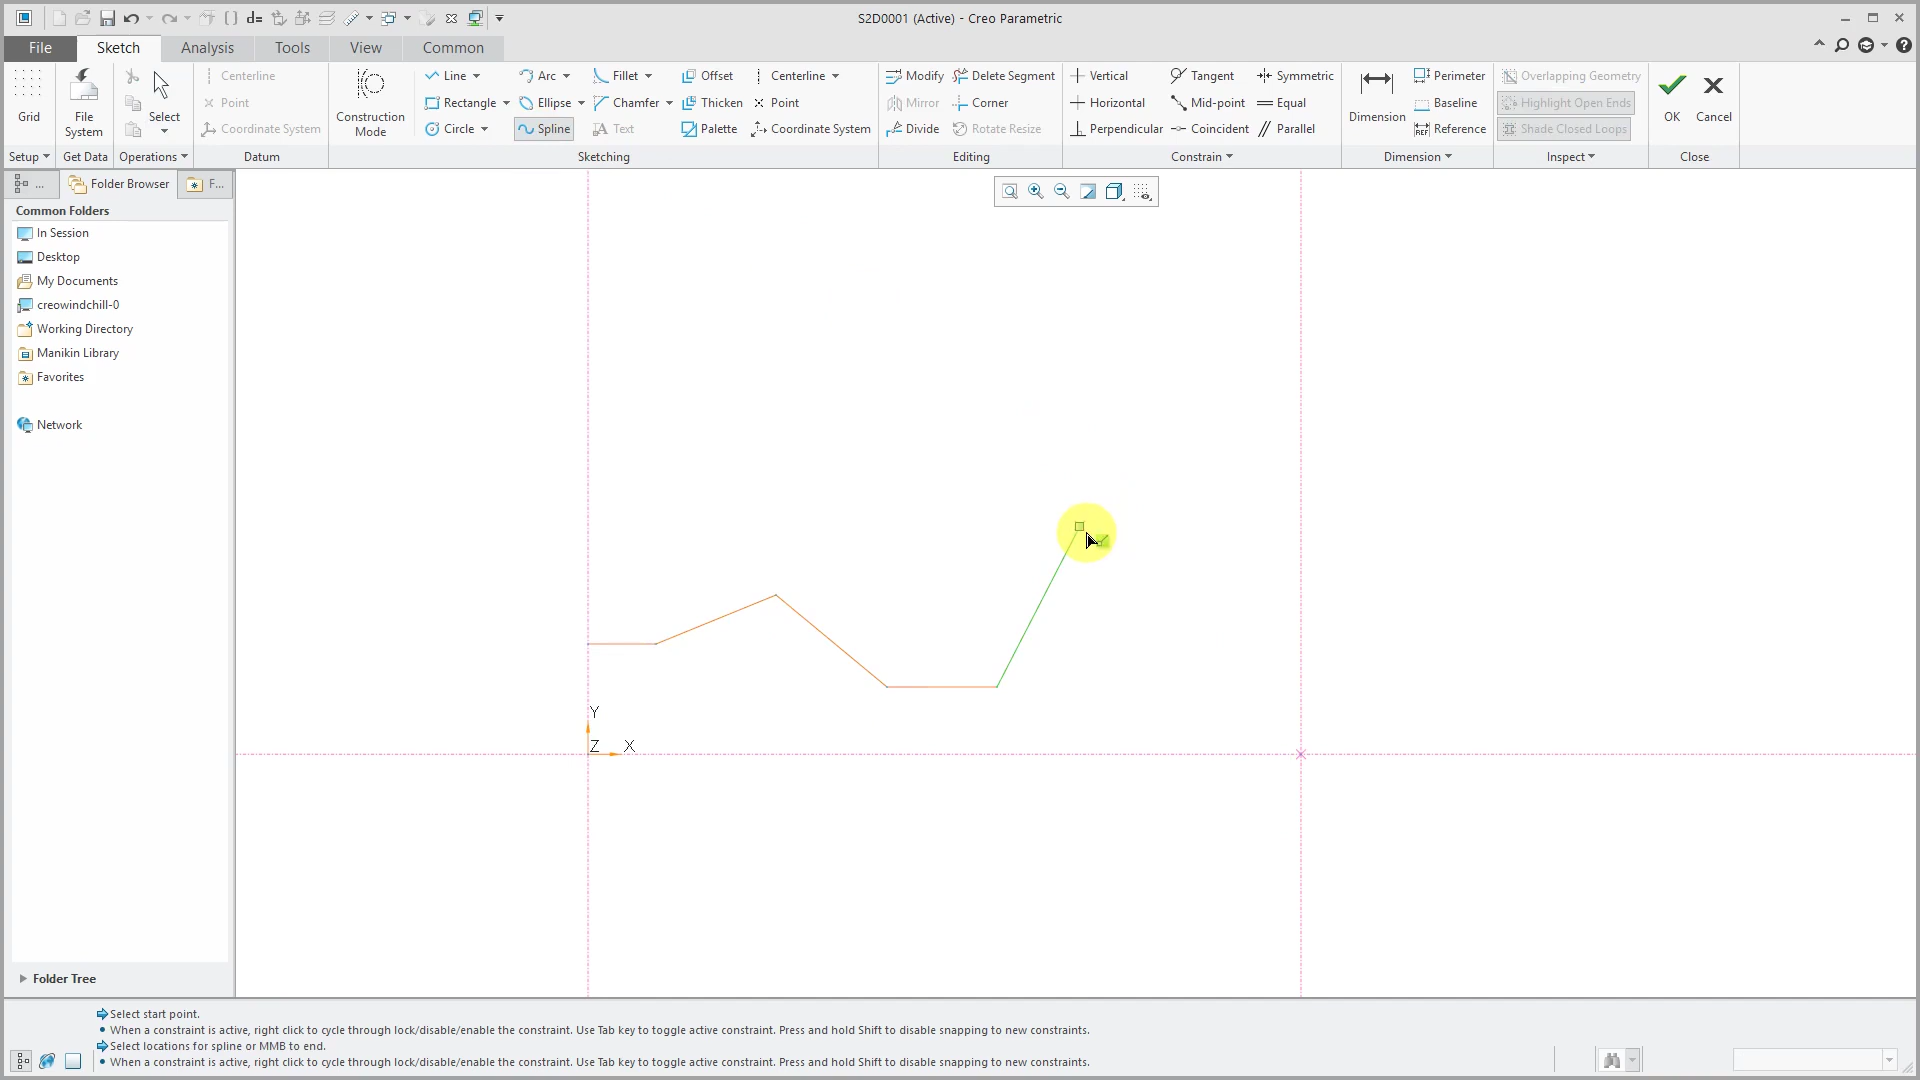 S2D0001 (Active) - Creo Parametric
File Sketch Analysis Tools View Common
Centerline Line Arc Fillet Offset Centerline Modify Delete Segment Vertical Tangent Symmetric Perimeter Overlapping Geometry
Point Rectangle Ellipse Chamfer Thicken Point Mirror Corner Horizontal Mid-point Equal Baseline Highlight Open Ends
Grid File System Select Construction Mode Dimension OK Cancel
Coordinate System Circle Spline Text Palette Coordinate System Divide Rotate Resize Perpendicular Coincident Parallel Reference Shade Closed Loops
Setup Get Data Operations Datum Sketching Editing Constrain Dimension Inspect Close
... Folder Browser F...
Common Folders
In Session
Desktop
My Documents
creowindchill-0
Working Directory
Manikin Library
Favorites
Network
Y
Z X
Folder Tree
Select start point.
When a constraint is active, right click to cycle through lock/disable/enable the constraint. Use Tab key to toggle active constraint. Press and hold Shift to disable snapping to new constraints.
Select locations for spline or MMB to end.
When a constraint is active, right click to cycle through lock/disable/enable the constraint. Use Tab key to toggle active constraint. Press and hold Shift to disable snapping to new constraints.